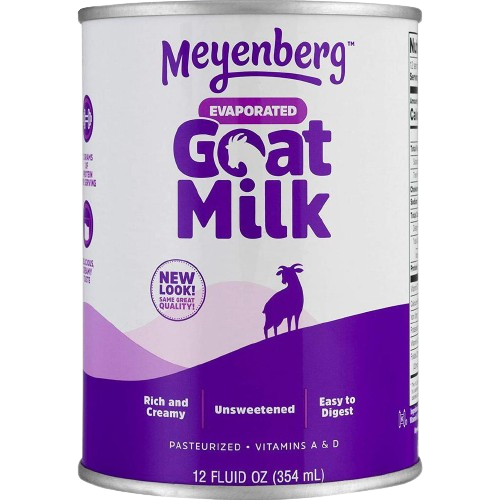 Meyenberg™
EVAPORATED
Goat
Milk
NEW
LOOK!
SAME GREAT
QUALITY!
Rich and
Creamy
Unsweetened
Easy to
Digest
PASTEURIZED • VITAMINS A & D
12 FLUID OZ (354 mL)